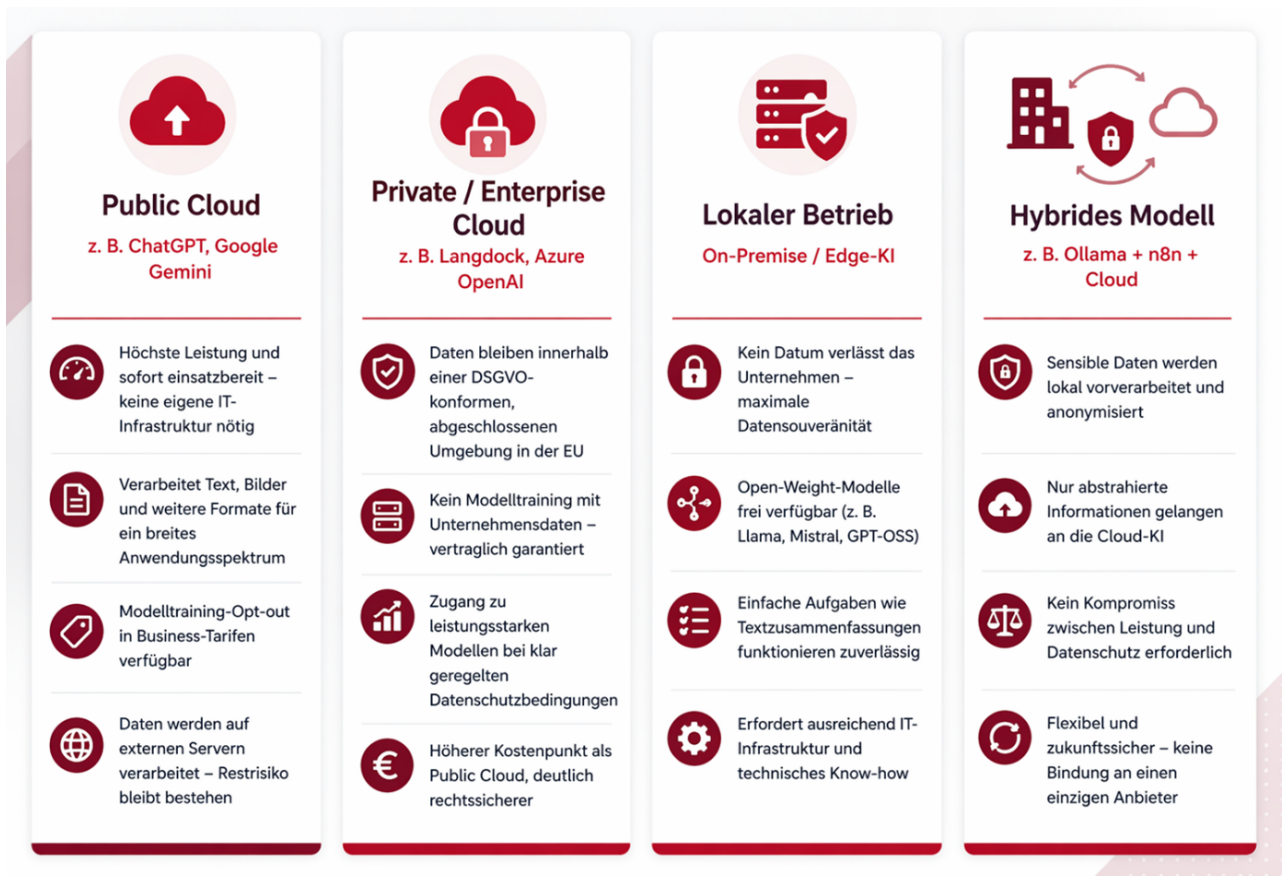 Public Cloud
z. B. ChatGPT, Google
Gemini
Höchste Leistung und
sofort einsatzbereit –
keine eigene IT-
Infrastruktur nötig
Verarbeitet Text, Bilder
und weitere Formate für
ein breites
Anwendungsspektrum
Modelltraining-Opt-out
in Business-Tarifen
verfügbar
Daten werden auf
externen Servern
verarbeitet – Restrisiko
bleibt bestehen
Private / Enterprise
Cloud
z. B. Langdock, Azure
OpenAI
Daten bleiben innerhalb
einer DSGVO-
konformen,
abgeschlossenen
Umgebung in der EU
Kein Modelltraining mit
Unternehmensdaten –
vertraglich garantiert
Zugang zu
leistungsstarken
Modellen bei klar
geregelten
Datenschutzbedingungen
€
Höherer Kostenpunkt als
Public Cloud, deutlich
rechtssicherer
Lokaler Betrieb
On-Premise / Edge-KI
Kein Datum verlässt das
Unternehmen –
maximale
Datensouveränität
Open-Weight-Modelle
frei verfügbar (z. B.
Llama, Mistral, GPT-OSS)
Einfache Aufgaben wie
Textzusammenfassungen
funktionieren zuverlässig
Erfordert ausreichend IT-
Infrastruktur und
technisches Know-how
Hybrides Modell
z. B. Ollama + n8n +
Cloud
Sensible Daten werden
lokal vorverarbeitet und
anonymisiert
Nur abstrahierte
Informationen gelangen
an die Cloud-KI
Kein Kompromiss
zwischen Leistung und
Datenschutz erforderlich
Flexibel und
zukunftssicher – keine
Bindung an einen
einzigen Anbieter